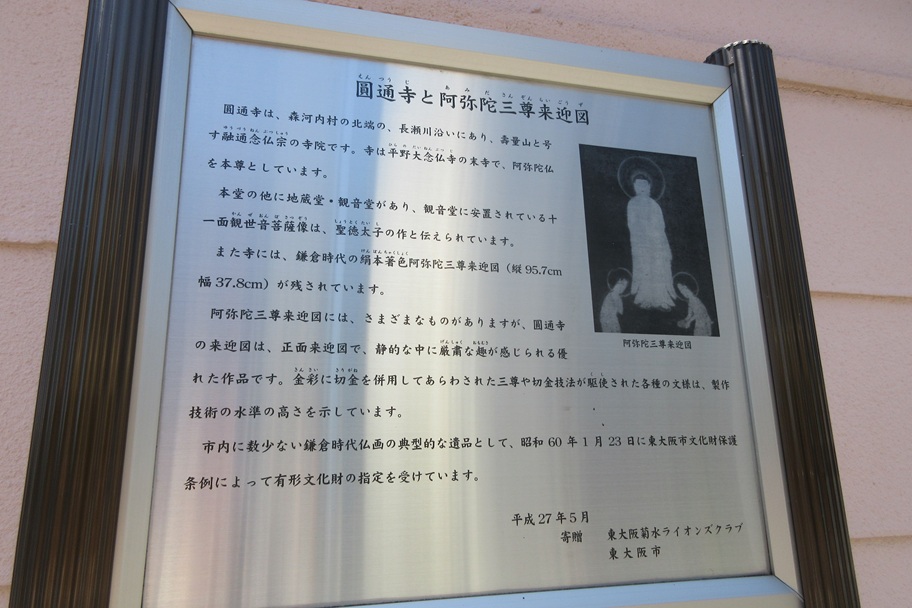 圓通寺と阿弥陀三尊来迎図
圓通寺は、森河内村の北端の、長瀬川沿いにあり、壽量山と号
す融通念仏宗の寺院です。寺は平野大念仏寺の末寺で、阿弥陀仏
を本尊としています。
本堂の他に地蔵堂・観音堂があり、観音堂に安置されている十
一面観世音菩薩像は、聖徳太子の作と伝えられています。
また寺には、鎌倉時代の絹本著色阿弥陀三尊来迎図(縦95.7cm
幅37.8cm)が残されています。
阿弥陀三尊来迎図には、さまざまなものがありますが、圓通寺
の来迎図は、正面来迎図で、静的な中に厳粛な趣が感じられる優
れた作品です。金彩に切金を併用してあらわされた三尊や切金技法が駆使された各種の文様は、製作
技術の水準の高さを示しています。
市内に数少ない鎌倉時代仏画の典型的な遺品として、昭和60年1月23日に東大阪市文化財保護
条例によって有形文化財の指定を受けています。
阿弥陀三尊来迎図
平成27年5月
寄贈 東大阪菊水ライオンズクラブ
東大阪市